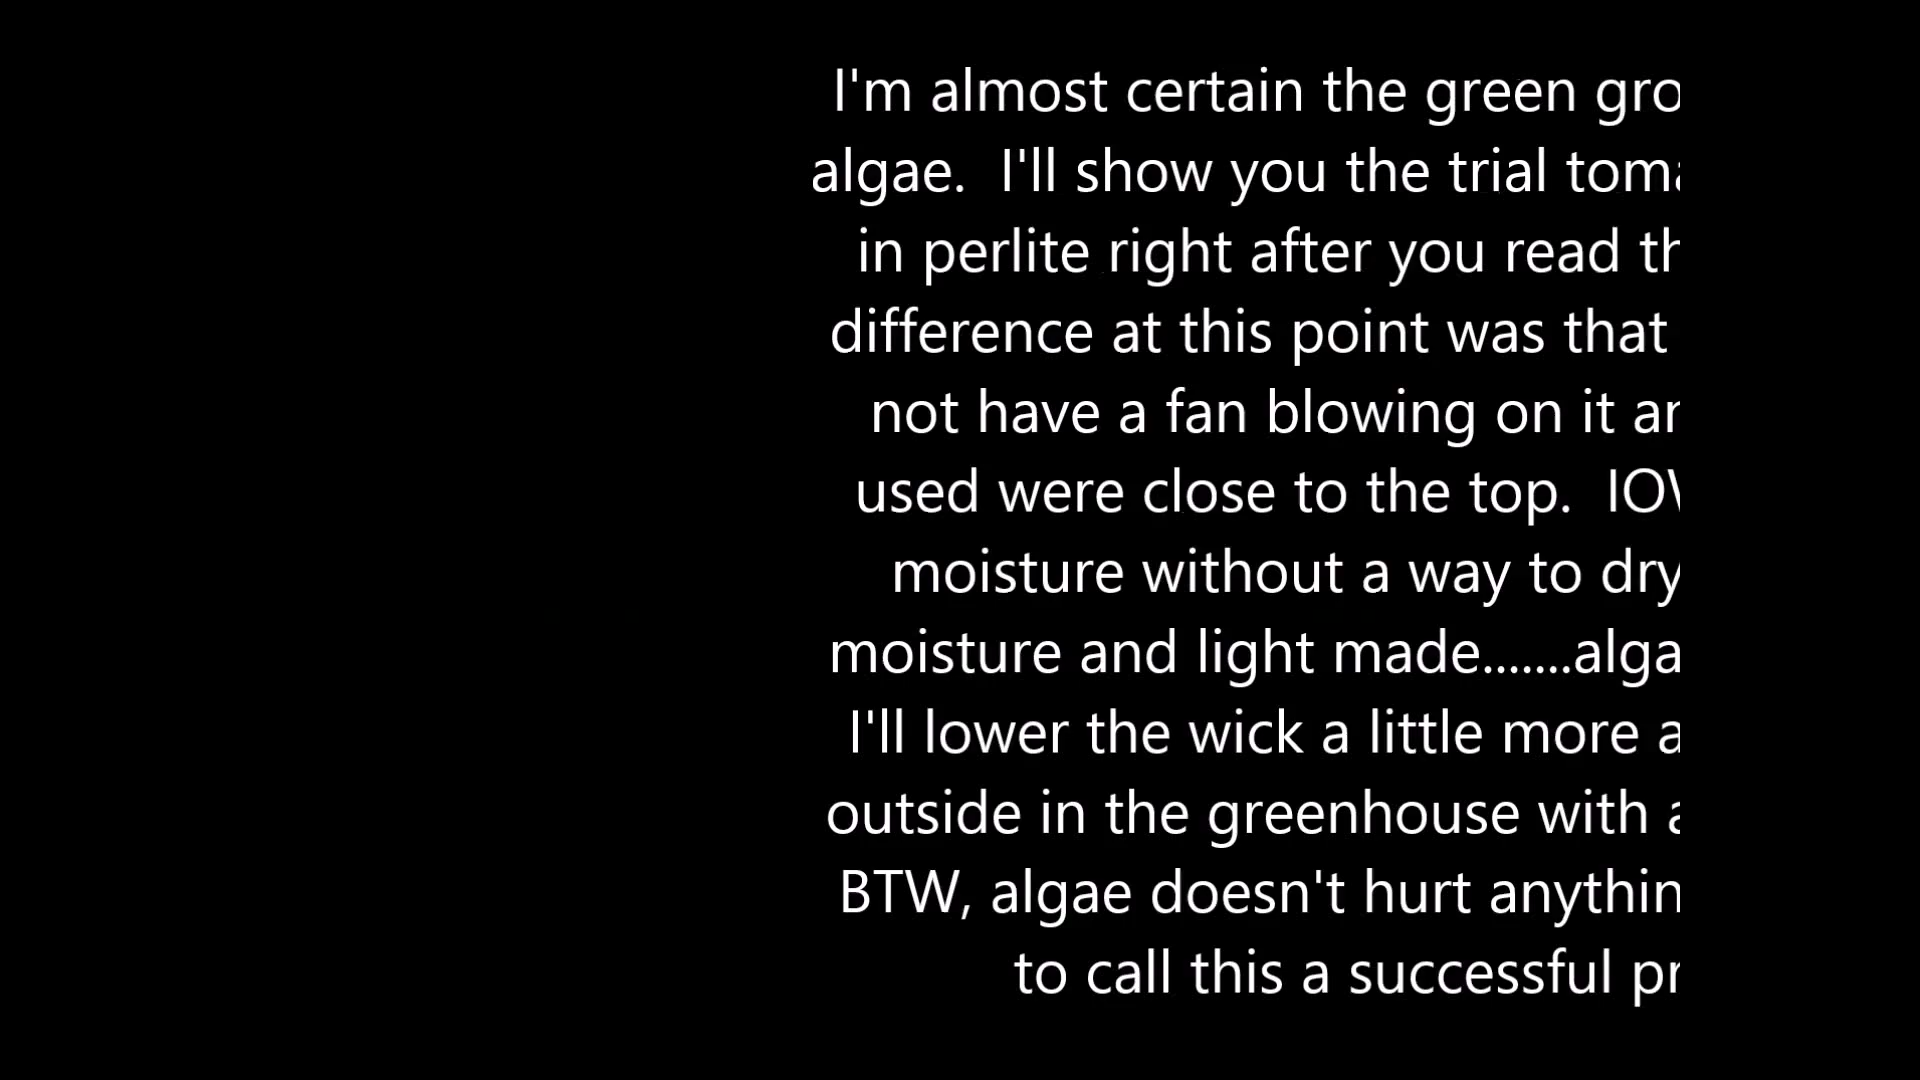 I'm almost certain the green gro
algae.  I'll show you the trial toma
in perlite right after you read th
difference at this point was that
not have a fan blowing on it an
used were close to the top.  IOW
moisture without a way to dry
moisture and light made.......alga
I'll lower the wick a little more a
outside in the greenhouse with a
BTW, algae doesn't hurt anythin
to call this a successful pr